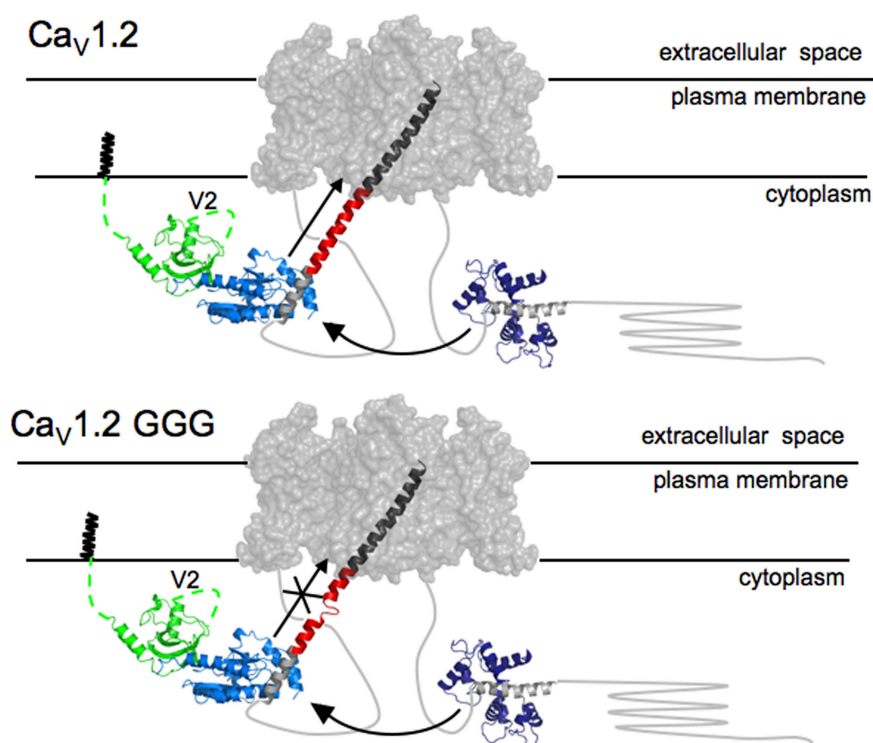 CaV1.2
extracellular space
plasma membrane
cytoplasm
V2
CaV1.2 GGG
extracellular space
plasma membrane
cytoplasm
V2